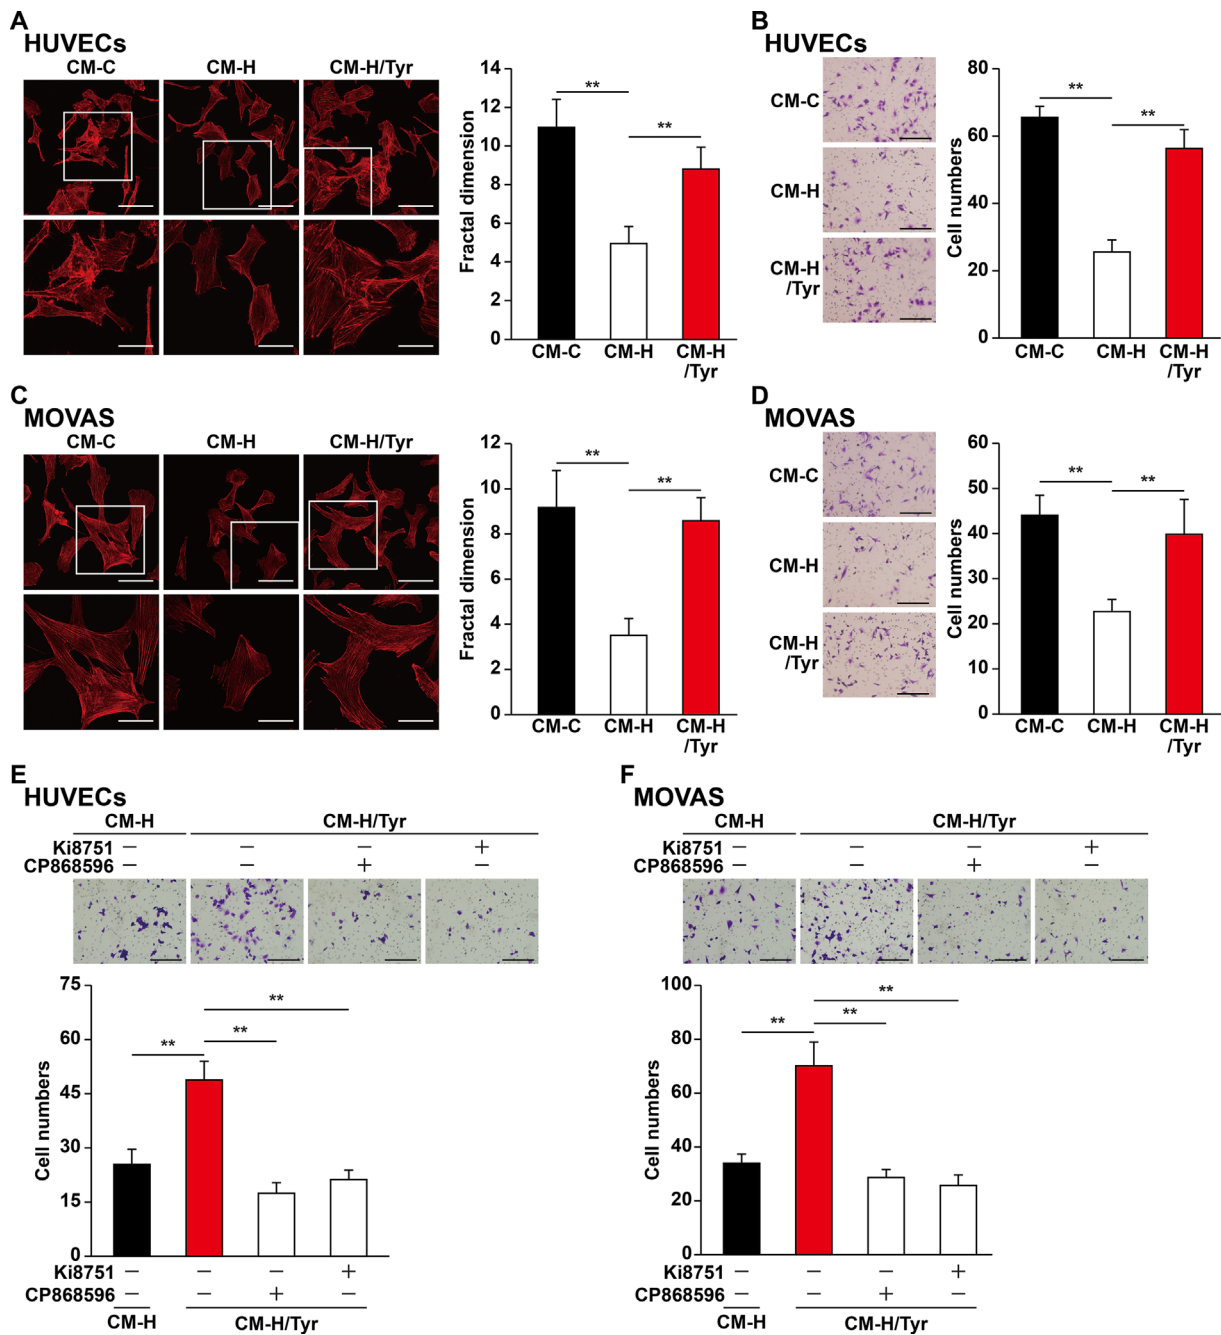 A
HUVECs
CM-C CM-H CM-H/Tyr
14
12
10
8
6
4
2
0
Fractal dimension
** **
CM-C CM-H CM-H
/Tyr
B
HUVECs
CM-C
CM-H
CM-H
/Tyr
80
60
40
20
0
Cell numbers
** **
CM-C CM-H CM-H
/Tyr
C
MOVAS
CM-C CM-H CM-H/Tyr
12
10
8
6
4
2
0
Fractal dimension
** **
CM-C CM-H CM-H
/Tyr
D
MOVAS
CM-C
CM-H
CM-H
/Tyr
60
50
40
30
20
10
0
Cell numbers
** **
CM-C CM-H CM-H
/Tyr
E
HUVECs
CM-H CM-H/Tyr
Ki8751 – – – +
CP868596 – – + –
75
60
45
30
15
0
Cell numbers
** ** **
Ki8751 – – – +
CP868596 – – + –
CM-H CM-H/Tyr
F
MOVAS
CM-H CM-H/Tyr
Ki8751 – – – +
CP868596 – – + –
100
80
60
40
20
0
Cell numbers
** ** **
Ki8751 – – – +
CP868596 – – + –
CM-H CM-H/Tyr